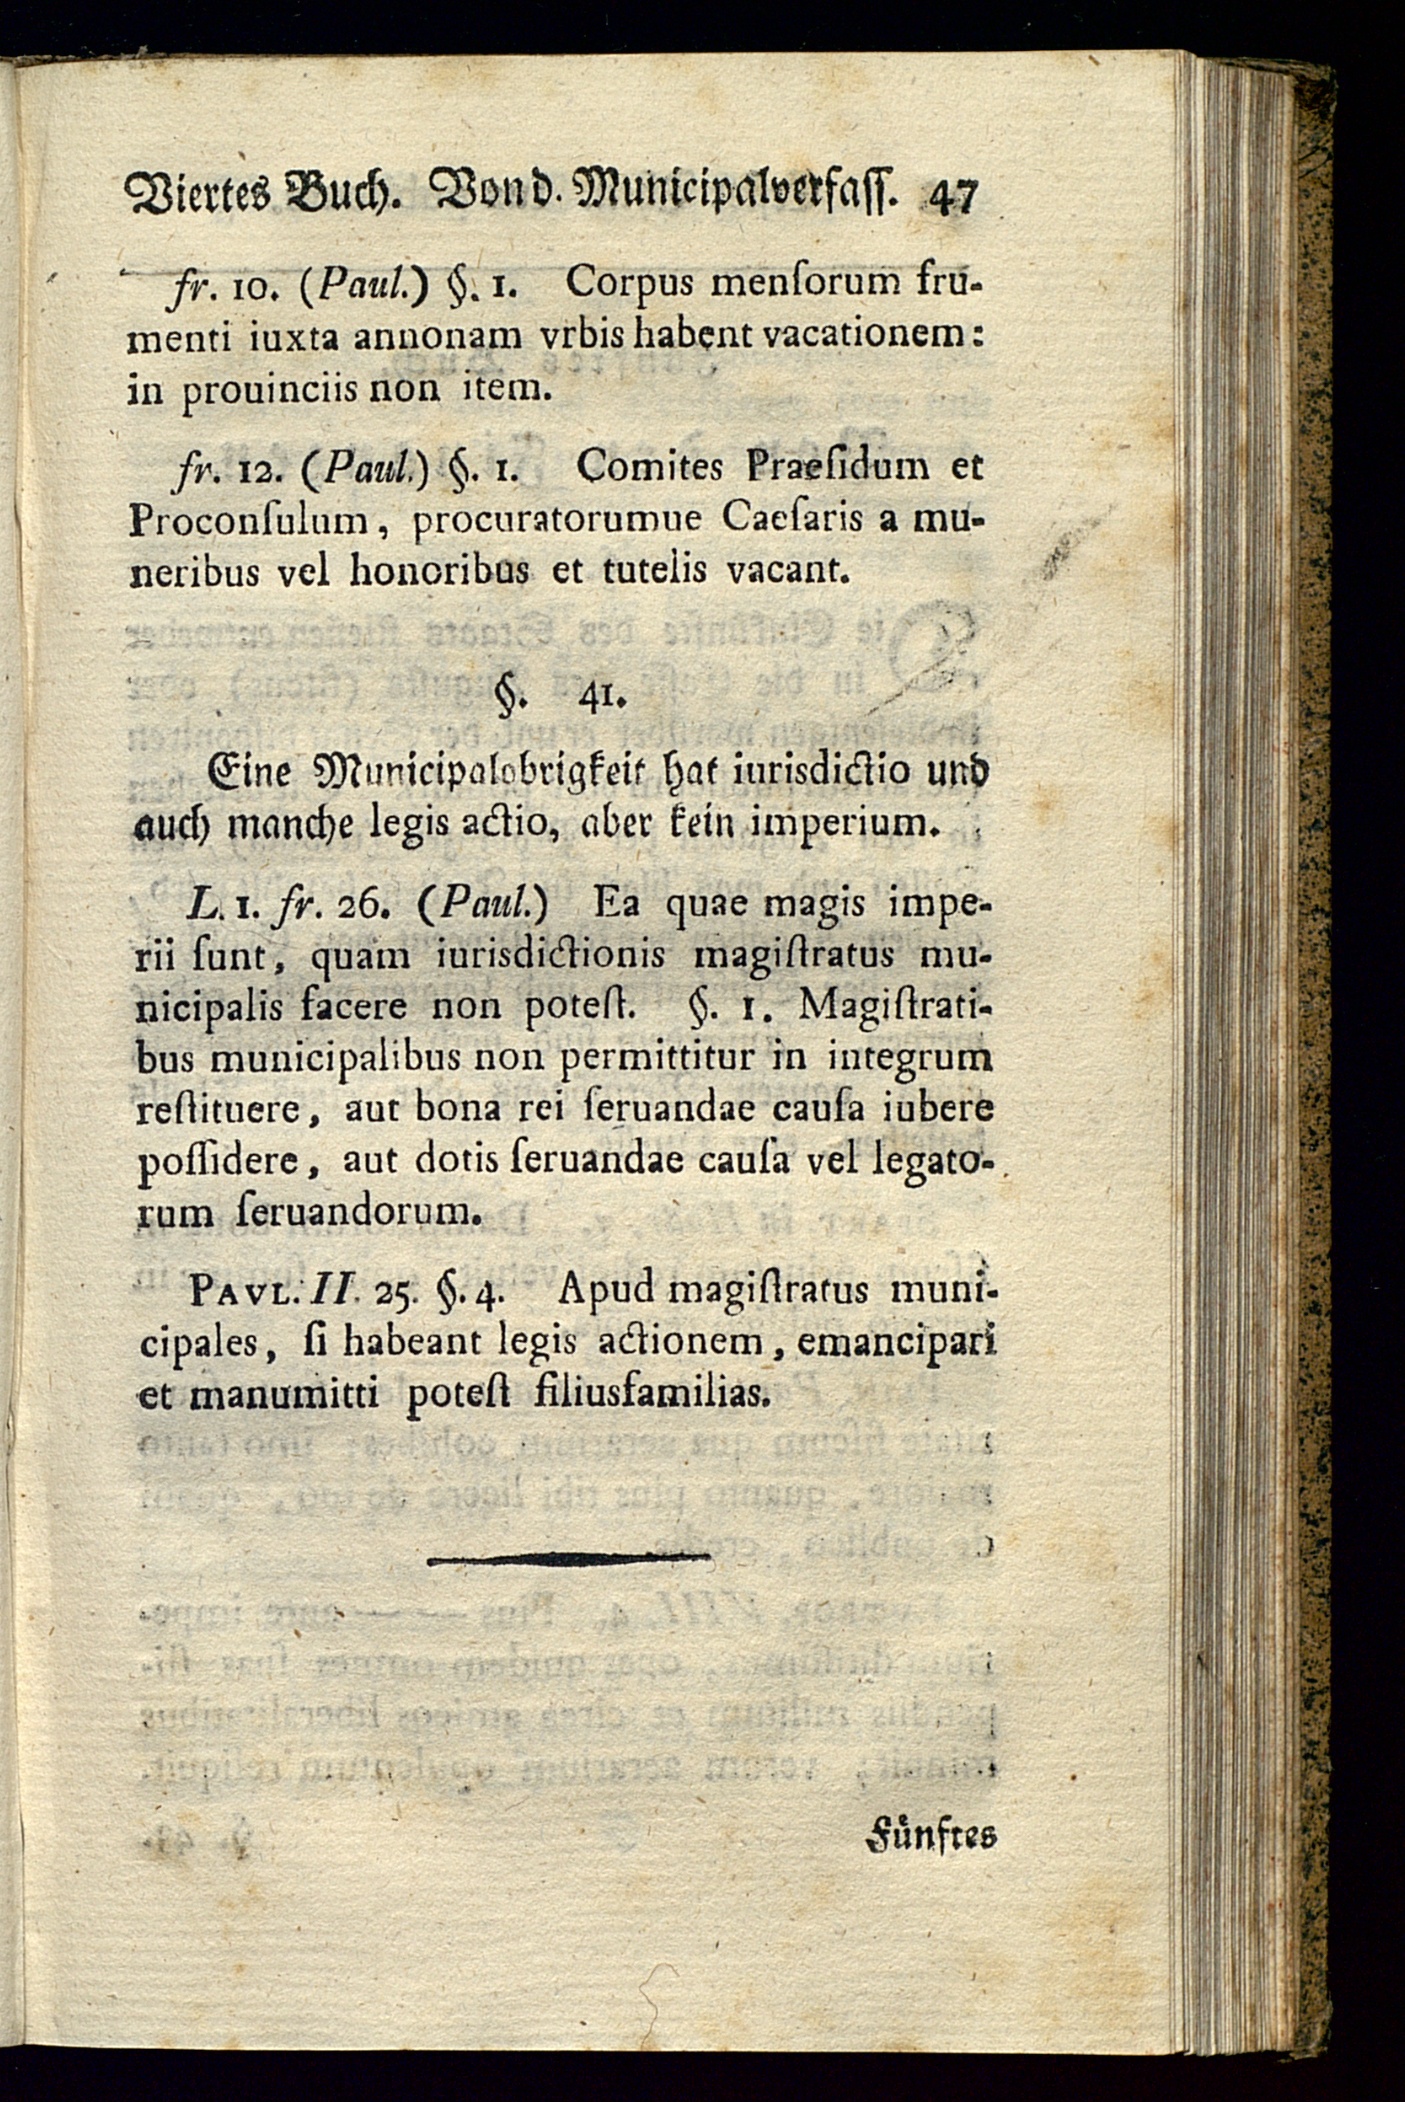 Viertes Buch. Von d. Municipalverfaſſ. 47
fr. 10. (Paul.) §. 1. Corpus menſorum fru-
menti iuxta annonam vrbis habent vacationem:
in prouinciis non item.
fr. 12. (Paul.) §. 1. Comites Praeſidum et
Proconſulum, procuratorumue Caeſaris a mu-
neribus vel honoribus et tutelis vacant.
§. 41.
Eine Municipalobrigkeit hat iurisdictio und
auch manche legis actio, aber kein imperium.
L. 1. fr. 26. (Paul.) Ea quae magis impe-
rii ſunt, quam iurisdictionis magiſtratus mu-
nicipalis facere non poteſt. §. 1. Magiſtrati-
bus municipalibus non permittitur in integrum
reſtituere, aut bona rei ſeruandae cauſa iubere
poſſidere, aut dotis ſeruandae cauſa vel legato-
rum ſeruandorum.
PAVL. II. 25. §. 4. Apud magiſtratus muni-
cipales, ſi habeant legis actionem, emancipari
et manumitti poteſt filiusfamilias.
Fünftes